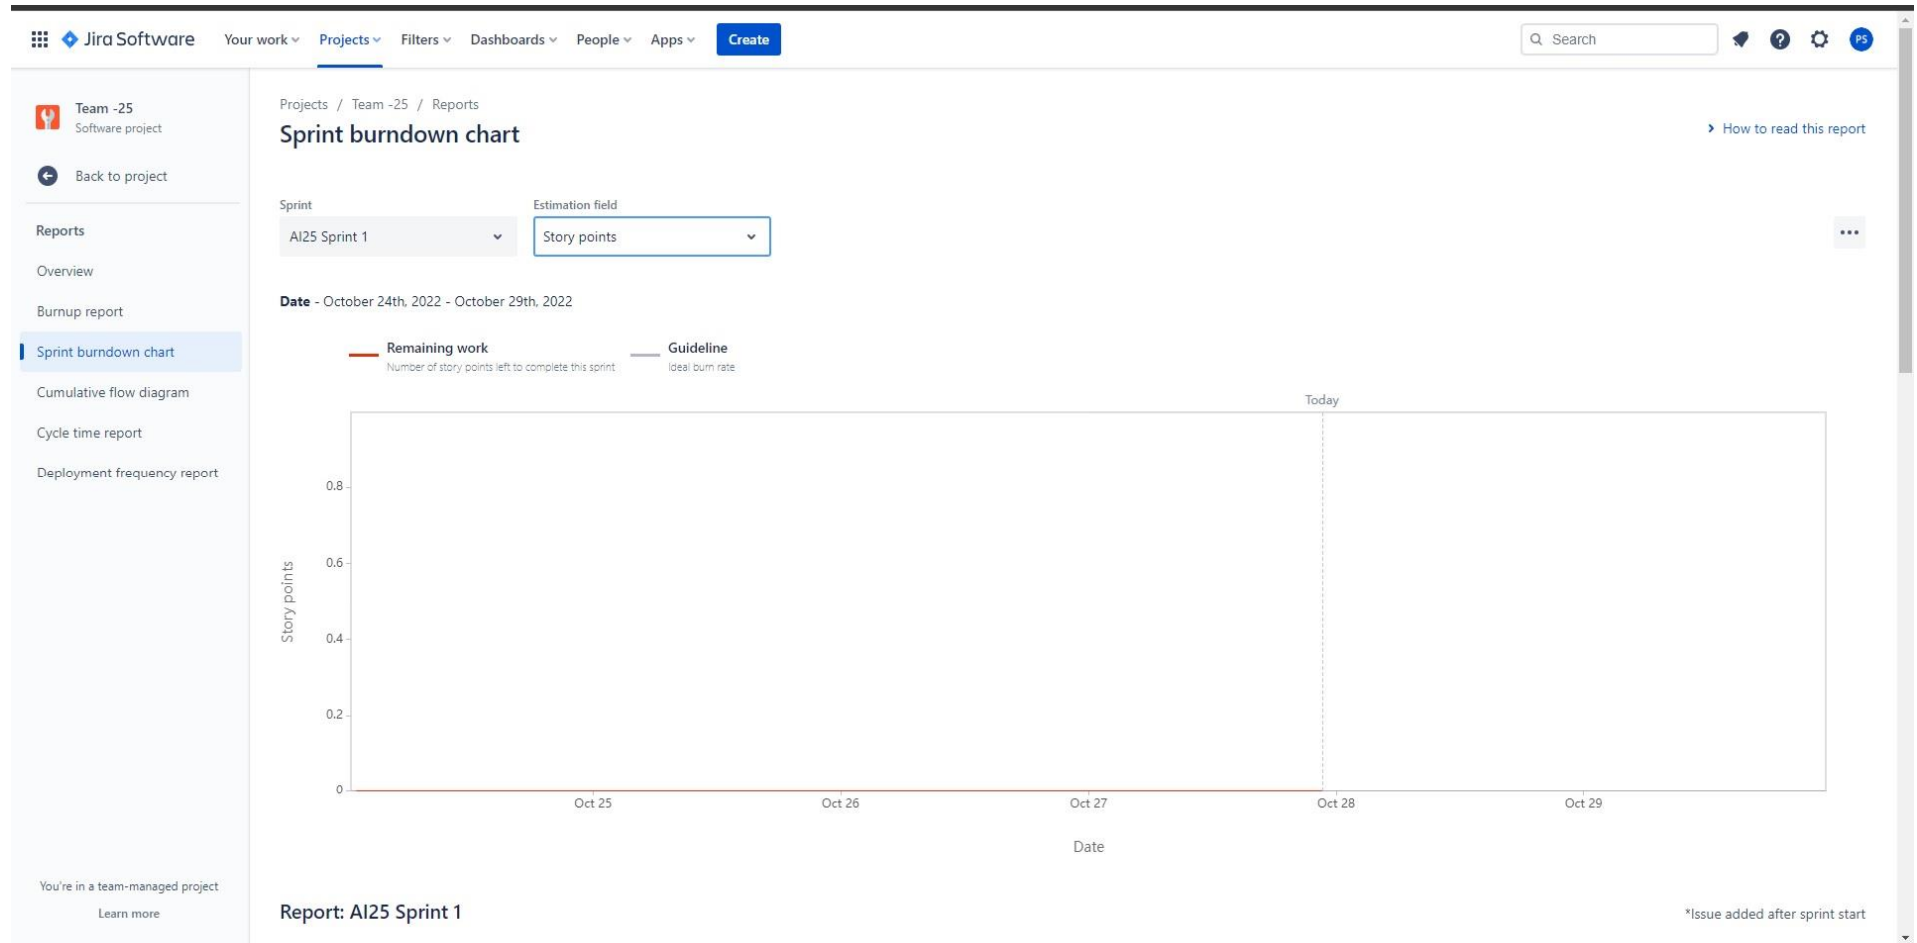 Jira Software Your work Projects Filters Dashboards People Apps Create Search PS
Team -25
Software project
Back to project
Reports
Overview
Burnup report
Sprint burndown chart
Cumulative flow diagram
Cycle time report
Deployment frequency report
You're in a team-managed project
Learn more
Projects / Team -25 / Reports
Sprint burndown chart
How to read this report
Sprint Estimation field
AI25 Sprint 1 Story points
Date - October 24th, 2022 - October 29th, 2022
Remaining work Guideline
Number of story points left to complete this sprint Ideal burn rate
Today
0.8
0.6
0.4
0.2
0
Story points
Oct 25 Oct 26 Oct 27 Oct 28 Oct 29
Date
Report: AI25 Sprint 1
*Issue added after sprint start